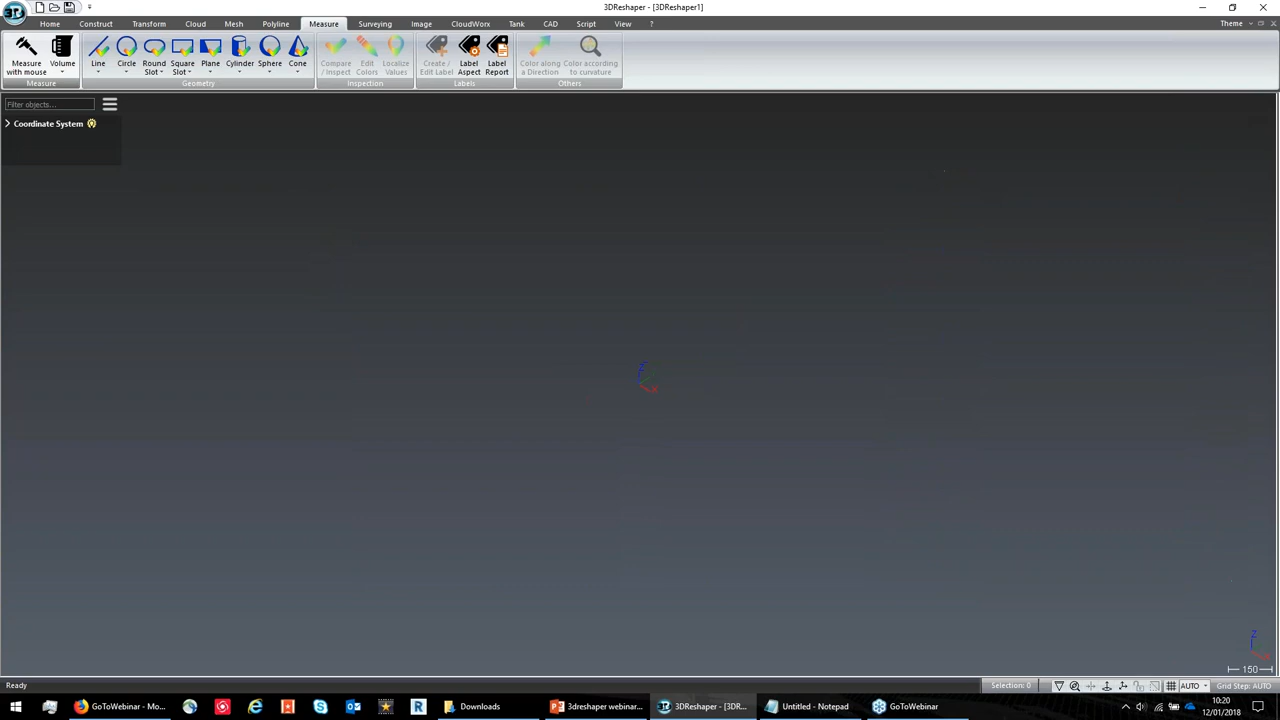 3DReshaper - [3DReshaper1]
Home Construct Transform Cloud Mesh Polyline Measure Surveying Image CloudWorx Tank CAD Script View ? Theme
Measure with mouse
Volume
Line
Circle
Round Slot
Square Slot
Plane
Cylinder
Sphere
Cone
Compare / Inspect
Edit Colors
Localize Values
Create / Edit Label
Label Aspect
Label Report
Color along a Direction
Color according to curvature
Measure Geometry Inspection Labels Others
Filter objects...
Coordinate System
Z
X
Z
150
Ready Selection: 0 AUTO Grid Step: AUTO
GoToWebinar - Mo... Downloads 3dreshaper webinar... 3DReshaper - [3DR... Untitled - Notepad GoToWebinar
10:20
12/01/2018